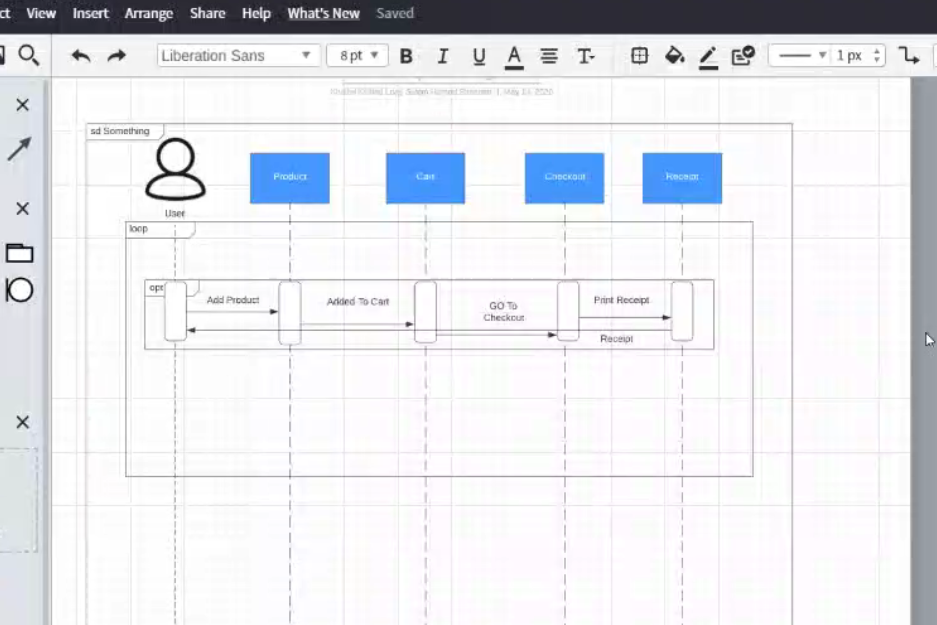 ct View Insert Arrange Share Help What's New Saved
Liberation Sans 8 pt B I U A T 1 px
sd Something
Product Cart Checkout Receipt
User
loop
opt
Add Product Added To Cart GO To Print Receipt
Checkout
Receipt